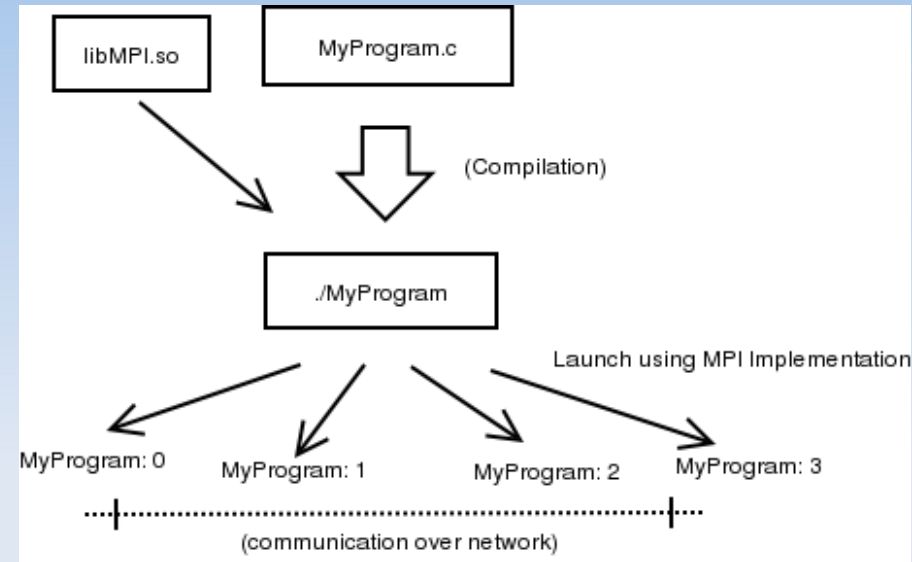 libMPI.so
MyProgram.c
(Compilation)
./MyProgram
Launch using MPI Implementation
MyProgram: 0
MyProgram: 1
MyProgram: 2
MyProgram: 3
(communication over network)